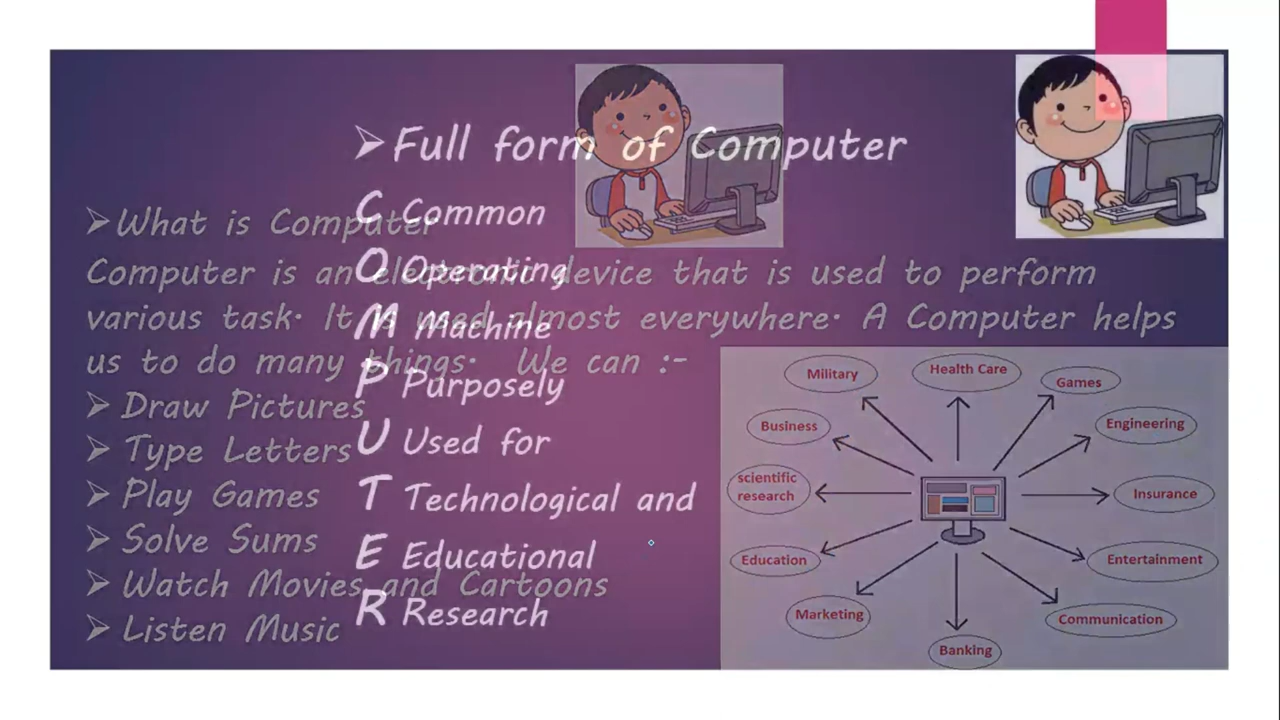 ➢Full form of Computer
C Common
O Operating
M Machine
P Purposely
U Used for
T Technological and
E Educational
R Research
➢What is Computer
Computer is an electronic device that is used to perform
various task. It is used almost everywhere. A Computer helps
us to do many things. We can :-
➢ Draw Pictures
➢ Type Letters
➢ Play Games
➢ Solve Sums
➢ Watch Movies and Cartoons
➢ Listen Music
Military
Health Care
Games
Business
Engineering
scientific
research
Insurance
Education
Entertainment
Marketing
Communication
Banking